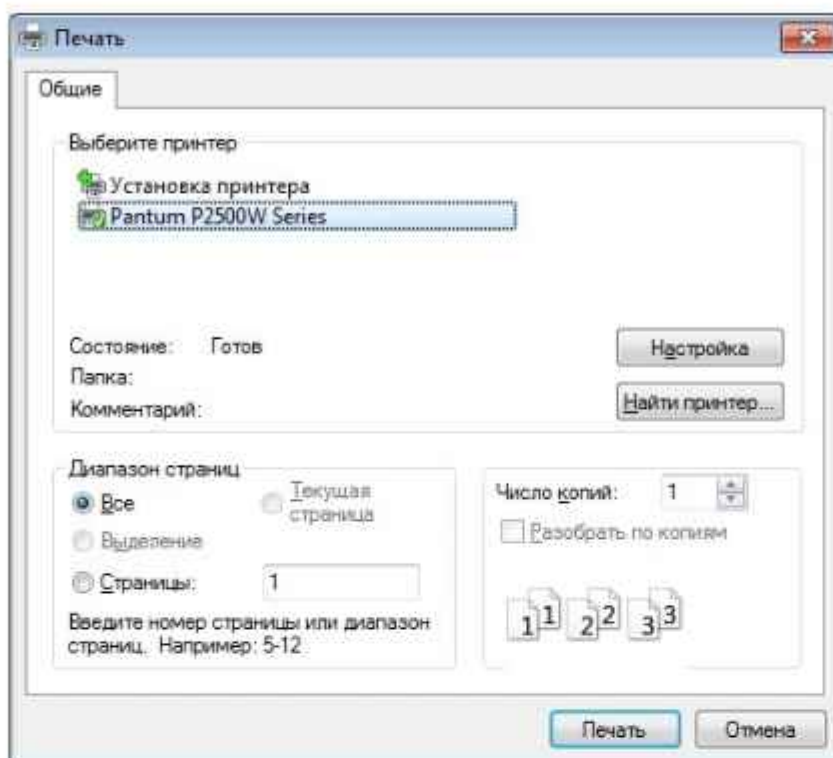 Печать
Общие
Выберите принтер
Установка принтера
Pantum P2500W Series
Состояние: Готов
Настройка
Папка:
Комментарий:
Найти принтер...
Диапазон страниц
Все
Текущая
страница
Выделение
Страницы: 1
Введите номер страницы или диапазон
страниц. Например: 5-12
Число копий: 1
Разобрать по копиям
1 1 2 2 3 3
Печать
Отмена